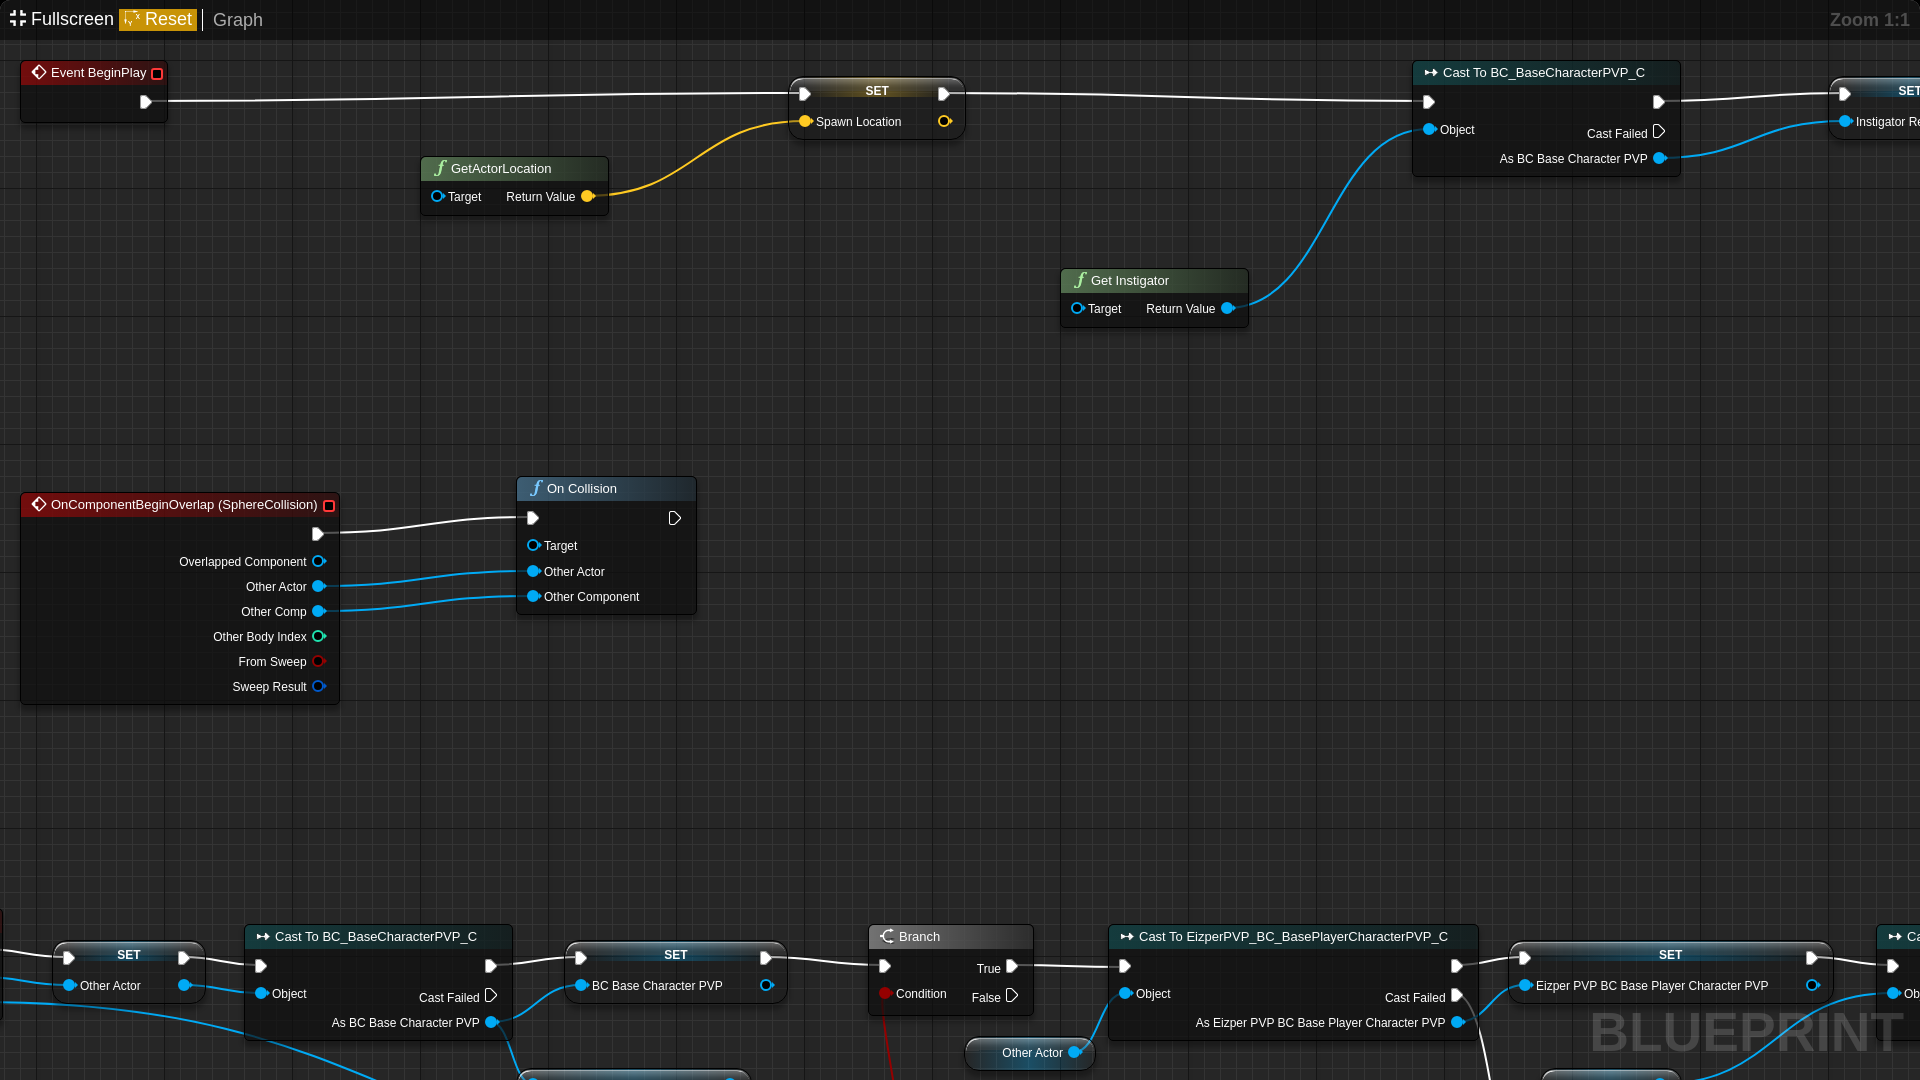 Fullscreen Reset Graph Zoom 1:1
Event BeginPlay
SET
Spawn Location
Cast To BC_BaseCharacterPVP_C
Object
Cast Failed
As BC Base Character PVP
SET
Instigator Re
GetActorLocation
Target Return Value
Get Instigator
Target Return Value
OnComponentBeginOverlap (SphereCollision)
Overlapped Component
Other Actor
Other Comp
Other Body Index
From Sweep
Sweep Result
On Collision
Target
Other Actor
Other Component
SET
Other Actor
Cast To BC_BaseCharacterPVP_C
Object
Cast Failed
As BC Base Character PVP
SET
BC Base Character PVP
Branch
True
Condition
False
Other Actor
Cast To EizperPVP_BC_BasePlayerCharacterPVP_C
Object
Cast Failed
As Eizper PVP BC Base Player Character PVP
SET
Eizper PVP BC Base Player Character PVP
Ca
Ob
BLUEPRINT